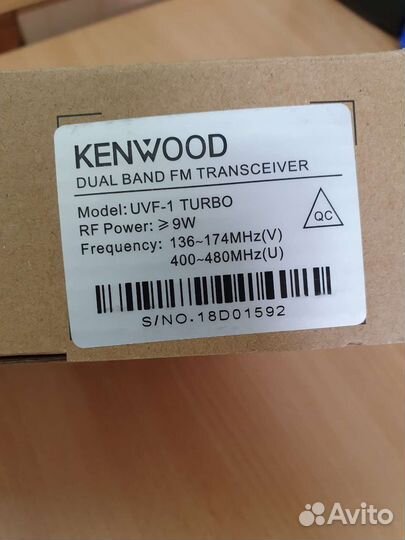 KENWOOD
DUAL BAND FM TRANSCEIVER
Model: UVF-1 TURBO
RF Power: ⩾ 9W
Frequency: 136~174MHz(V)
400~480MHz(U)
QC
S/NO.18D01592
Avito